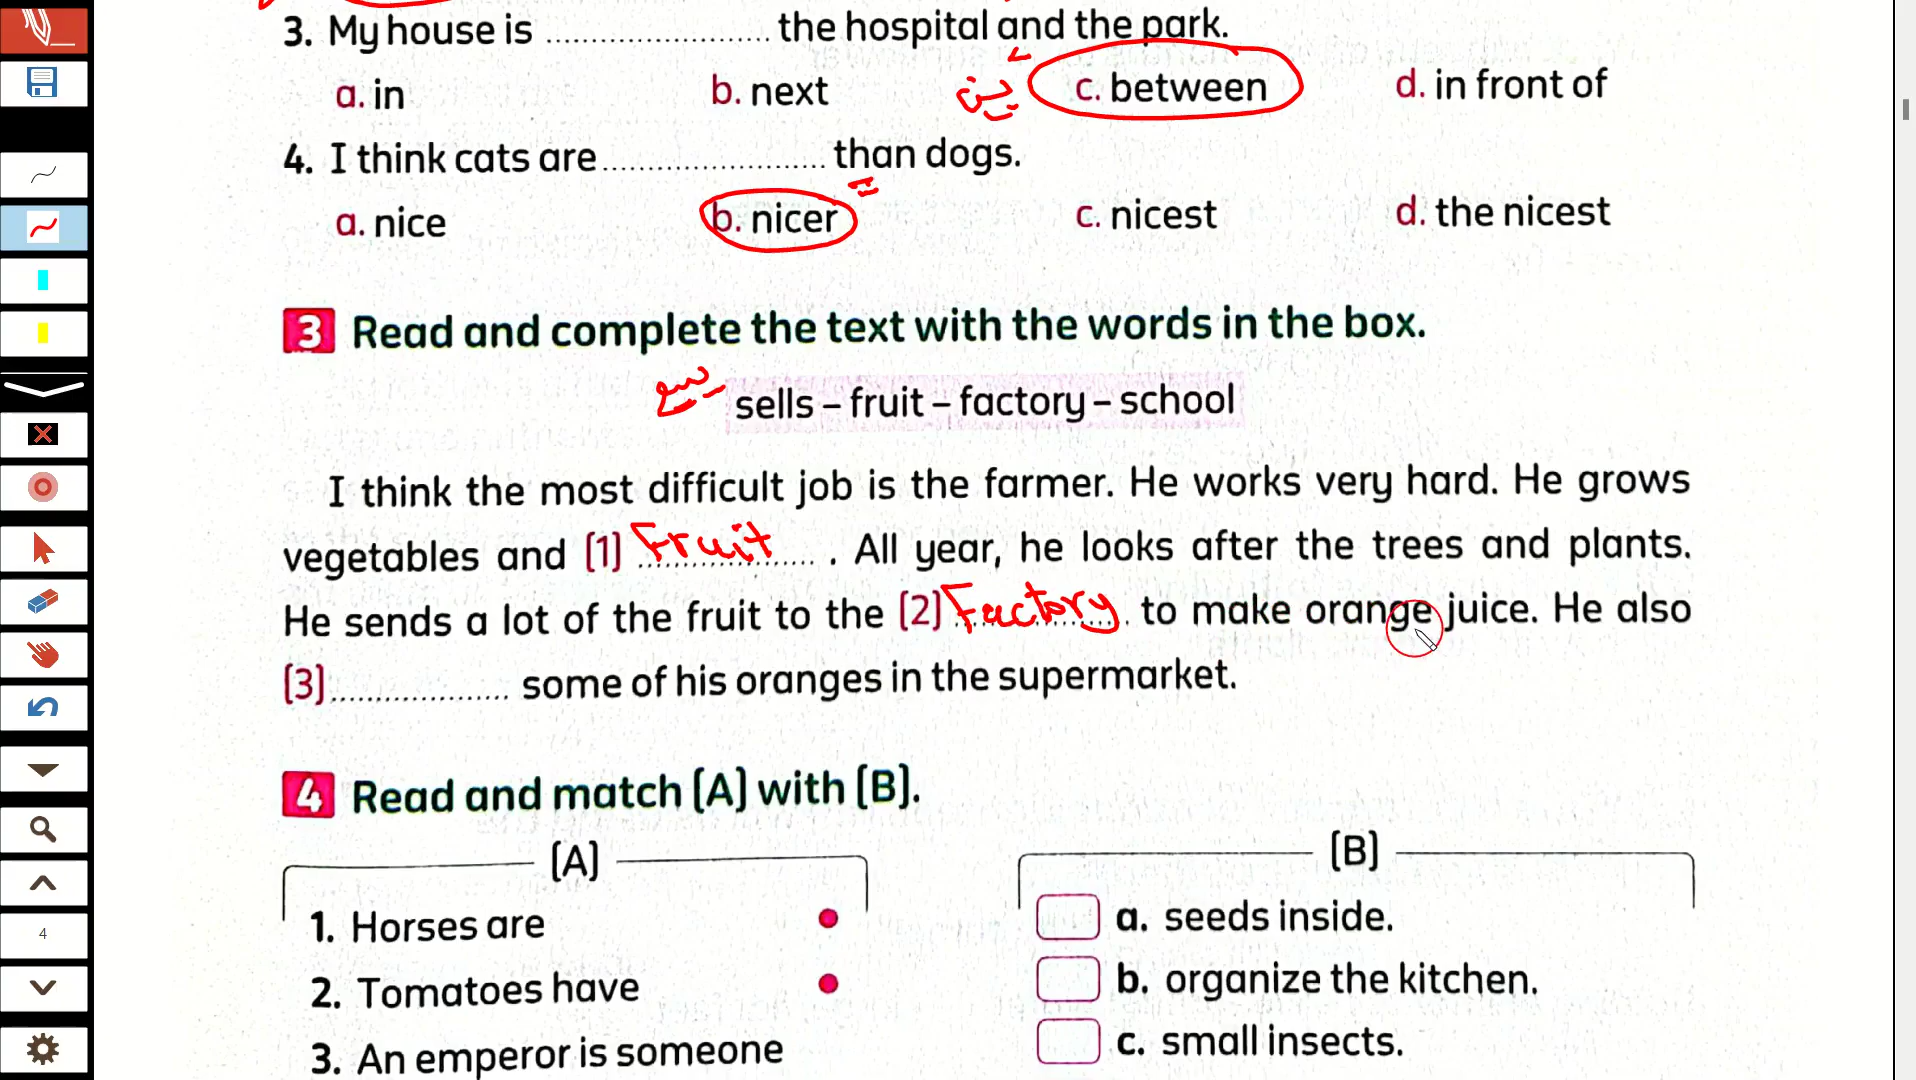 3. My house is ........................ the hospital and the park.
a. in b. next بين c. between d. in front of
4. I think cats are ........................ than dogs.
a. nice b. nicer c. nicest d. the nicest
3 Read and complete the text with the words in the box.
يبيع sells – fruit – factory – school
I think the most difficult job is the farmer. He works very hard. He grows
vegetables and (1) Fruit . All year, he looks after the trees and plants.
He sends a lot of the fruit to the (2) Factory to make orange juice. He also
(3) .................. some of his oranges in the supermarket.
4 Read and match (A) with (B).
(A) (B)
1. Horses are a. seeds inside.
2. Tomatoes have b. organize the kitchen.
3. An emperor is someone c. small insects.
4